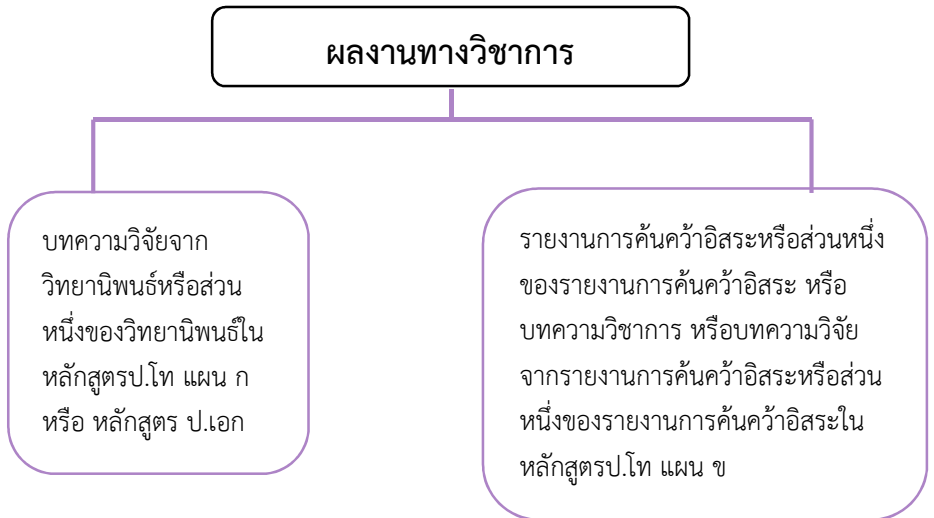 ผลงานทางวิชาการ
บทความวิจัยจาก
วิทยานิพนธ์หรือส่วน
หนึ่งของวิทยานิพนธ์ใน
หลักสูตรป.โท แผน ก
หรือ หลักสูตร ป.เอก
รายงานการค้นคว้าอิสระหรือส่วนหนึ่ง
ของรายงานการค้นคว้าอิสระ หรือ
บทความวิชาการ หรือบทความวิจัย
จากรายงานการค้นคว้าอิสระหรือส่วน
หนึ่งของรายงานการค้นคว้าอิสระใน
หลักสูตรป.โท แผน ข